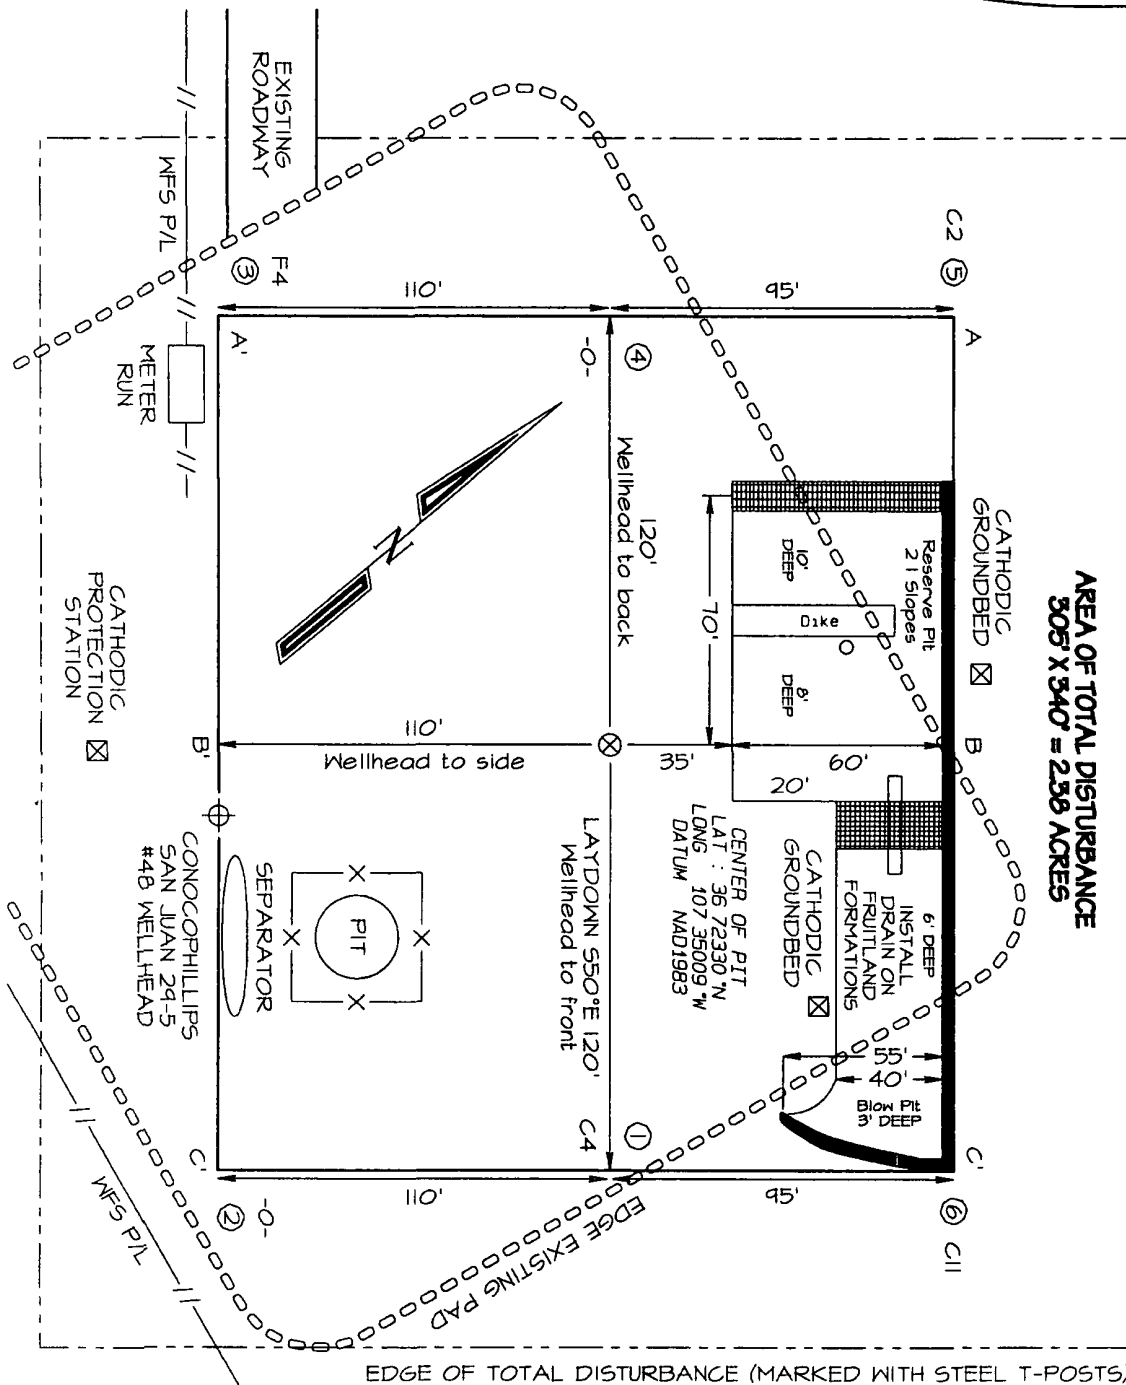 AREA OF TOTAL DISTURBANCE
305' X 340' = 2.38 ACRES
EXISTING
ROADWAY
WFS P/L
F4
3
C2
5
110'
95'
A'
-0-
4
A
METER
RUN
120'
Wellhead to back
CATHODIC
GROUNDBED
Reserve Pit
2 1 Slopes
10'
DEEP
Dike
8'
DEEP
70'
N
CATHODIC
PROTECTION
STATION
B'
110'
Wellhead to side
35'
60'
B
20'
CENTER OF PIT
LAT : 36 72330 °N
LONG 107 35009 °W
DATUM NAD1983
CATHODIC
GROUNDBED
6' DEEP
INSTALL
DRAIN ON
FRUITLAND
FORMATIONS
LAYDOWN S50°E 120'
Wellhead to front
CONOCOPHILLIPS
SAN JUAN 29-5
#48 WELLHEAD
SEPARATOR
PIT
55'
40'
Blow Pit
3' DEEP
C'
C4
1
C'
110'
95'
2
-0-
6
C11
WFS P/L
EDGE EXISTING PAD
EDGE OF TOTAL DISTURBANCE (MARKED WITH STEEL T-POSTS)